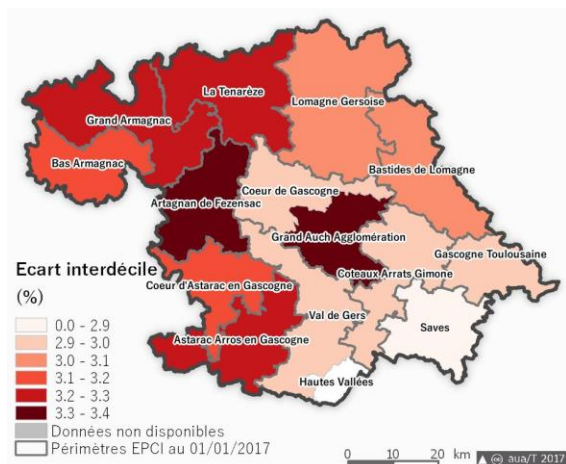 La Tenarèze
Lomagne Gersoise
Grand Armagnac
Bas Armagnac
Bastides de Lomagne
Coeur de Gascogne
Artagnan de Fezensac
Grand Auch Agglomération
Gascogne Toulousaine
Coteaux Arrats Gimone
Coeur d'Astarac en Gascogne
Val de Gers
Saves
Astarac Arros en Gascogne
Hautes Vallées
Ecart interdécile
(%)
0.0 - 2.9
2.9 - 3.0
3.0 - 3.1
3.1 - 3.2
3.2 - 3.3
3.3 - 3.4
Données non disponibles
Périmètres EPCI au 01/01/2017
0 10 20 km
cc aua/T 2017